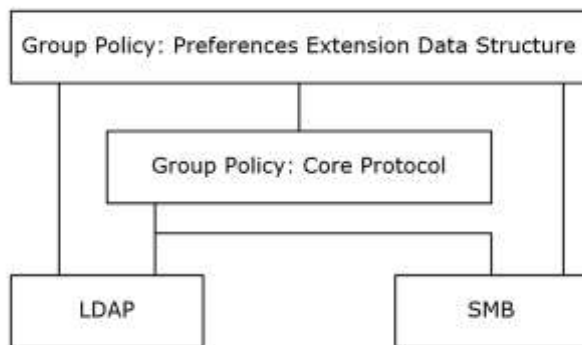 Group Policy: Preferences Extension Data Structure
Group Policy: Core Protocol
LDAP
SMB